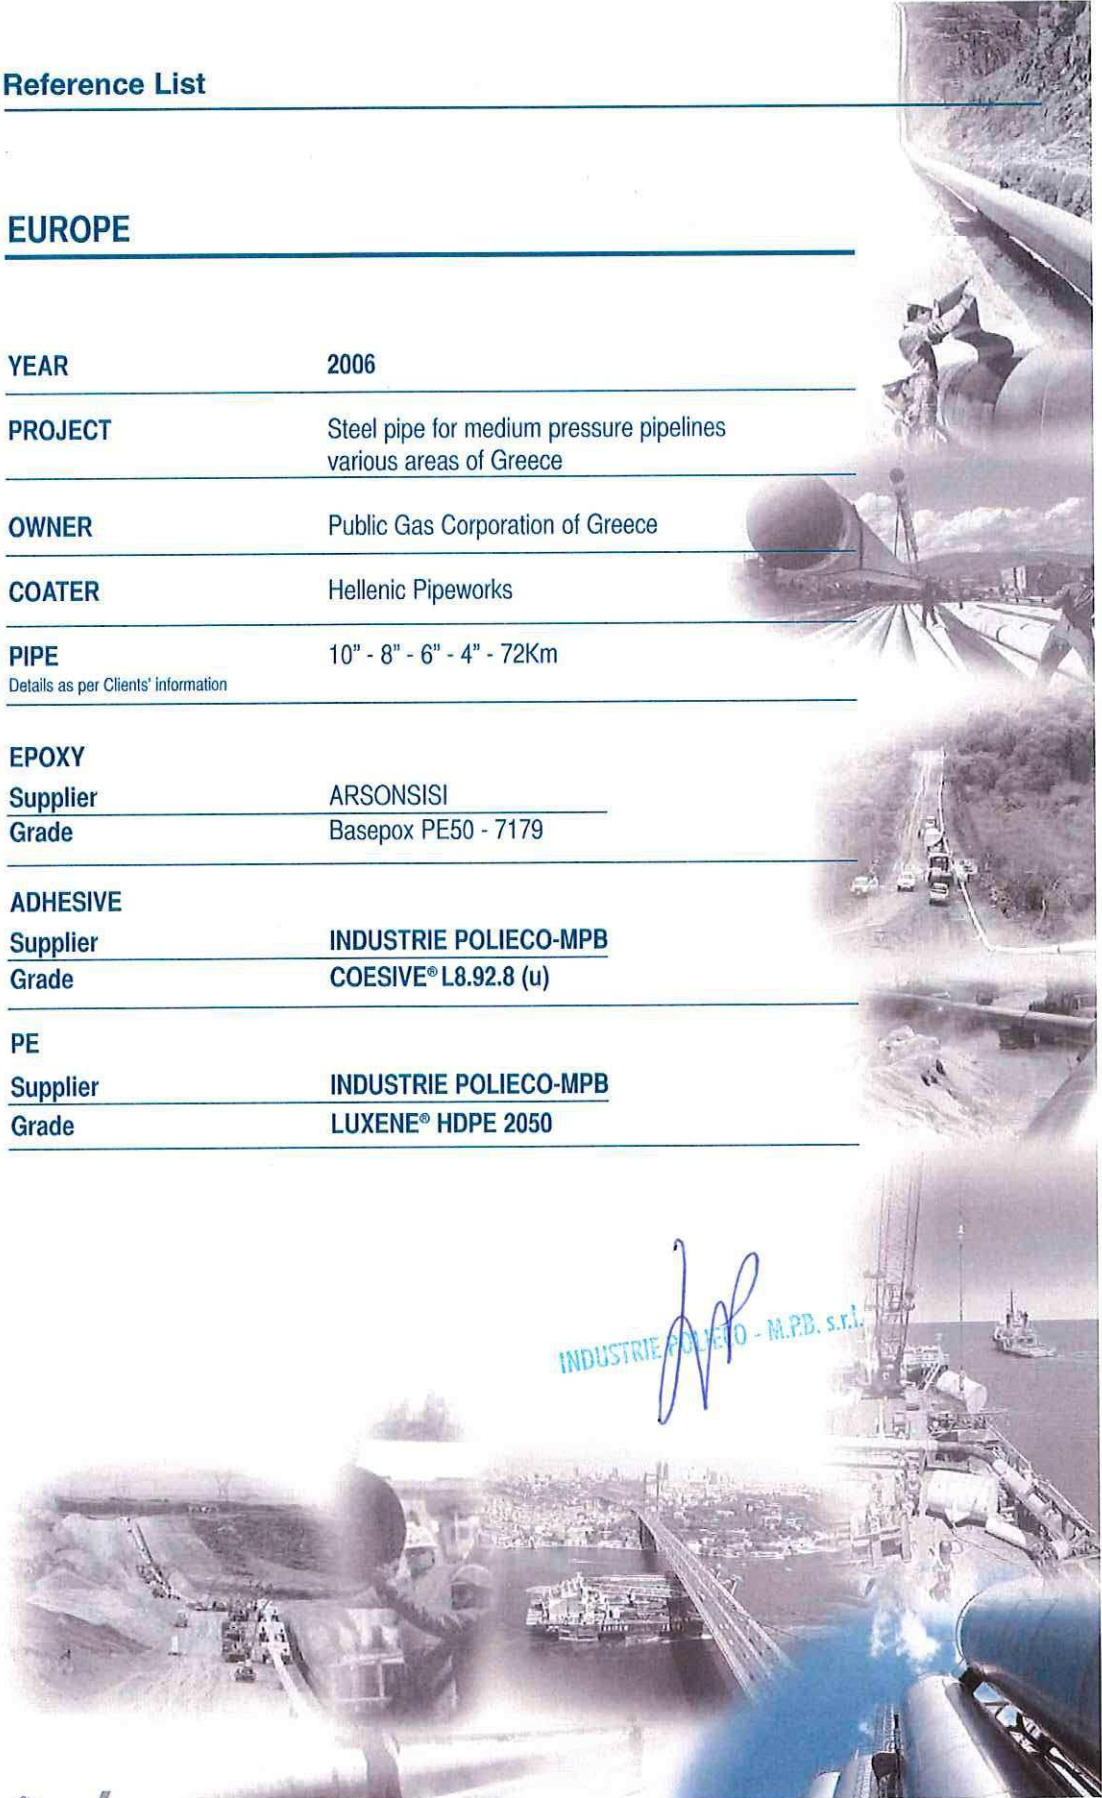 Reference List
EUROPE
YEAR 2006
PROJECT Steel pipe for medium pressure pipelines
various areas of Greece
OWNER Public Gas Corporation of Greece
COATER Hellenic Pipeworks
PIPE 10" - 8" - 6" - 4" - 72Km
Details as per Clients' information
EPOXY
Supplier ARSONSISI
Grade Basepox PE50 - 7179
ADHESIVE
Supplier INDUSTRIE POLIECO-MPB
Grade COESIVE® L8.92.8 (u)
PE
Supplier INDUSTRIE POLIECO-MPB
Grade LUXENE® HDPE 2050
INDUSTRIE POLIECO - M.P.B. s.r.l.